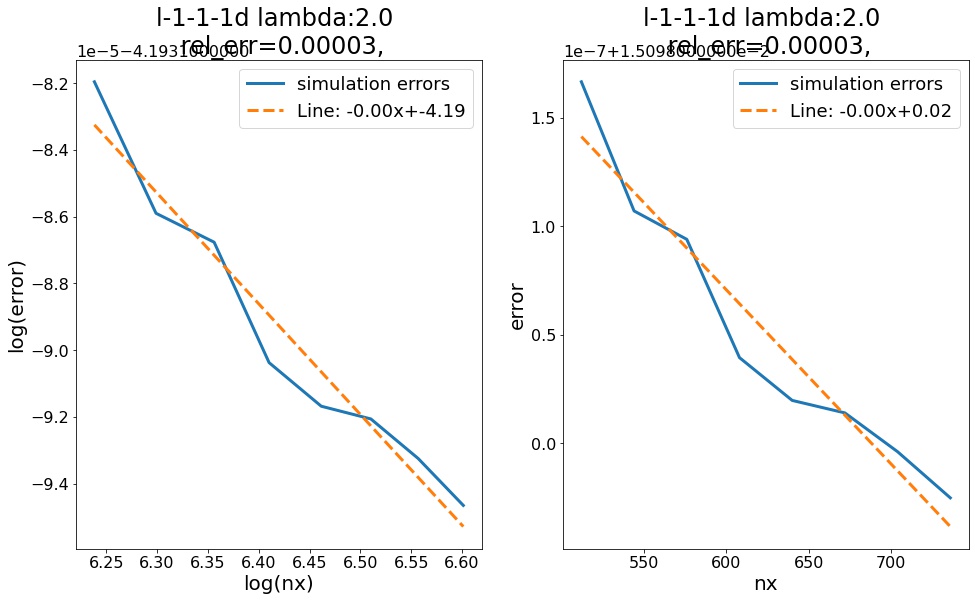 l-1-1-1d lambda:2.0
rel_err=0.00003,
1e−5−4.1931000000
simulation errors
Line: -0.00x+-4.19
−8.2
−8.4
−8.6
−8.8
−9.0
−9.2
−9.4
log(error)
6.25 6.30 6.35 6.40 6.45 6.50 6.55 6.60
log(nx)
l-1-1-1d lambda:2.0
rel_err=0.00003,
1e−7+1.5098000000e−2
simulation errors
Line: -0.00x+0.02
1.5
1.0
0.5
0.0
error
550 600 650 700
nx